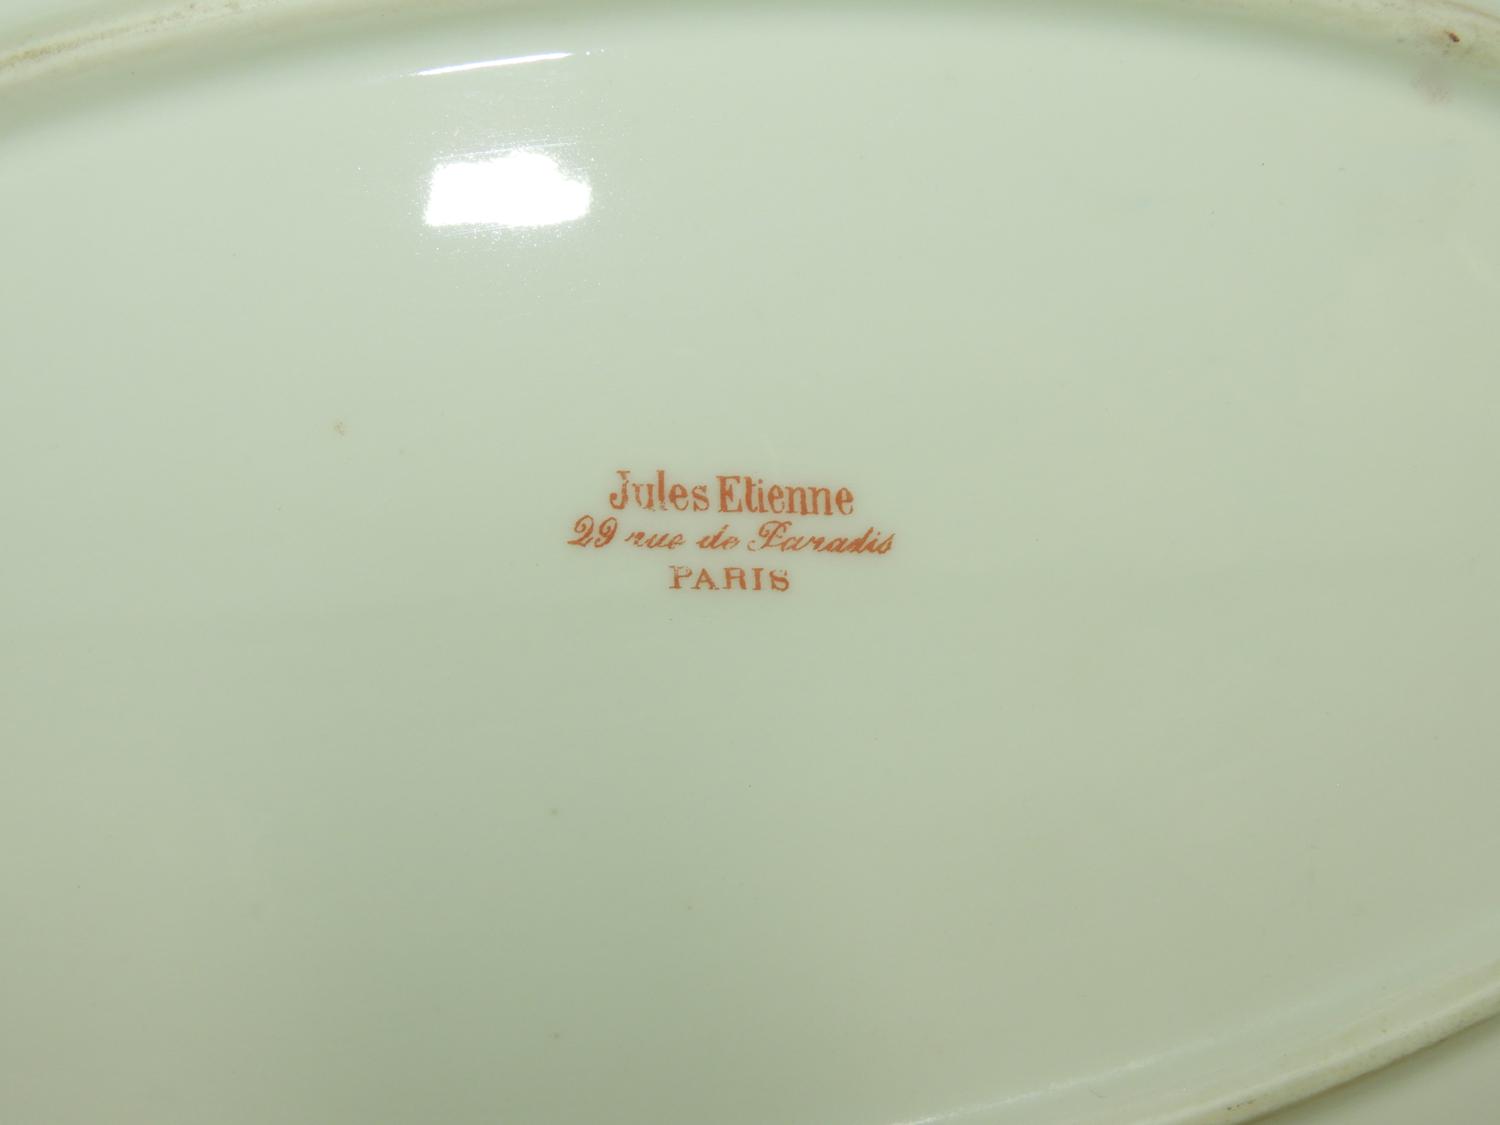 Jules Etienne
29 rue de Paradis
PARIS